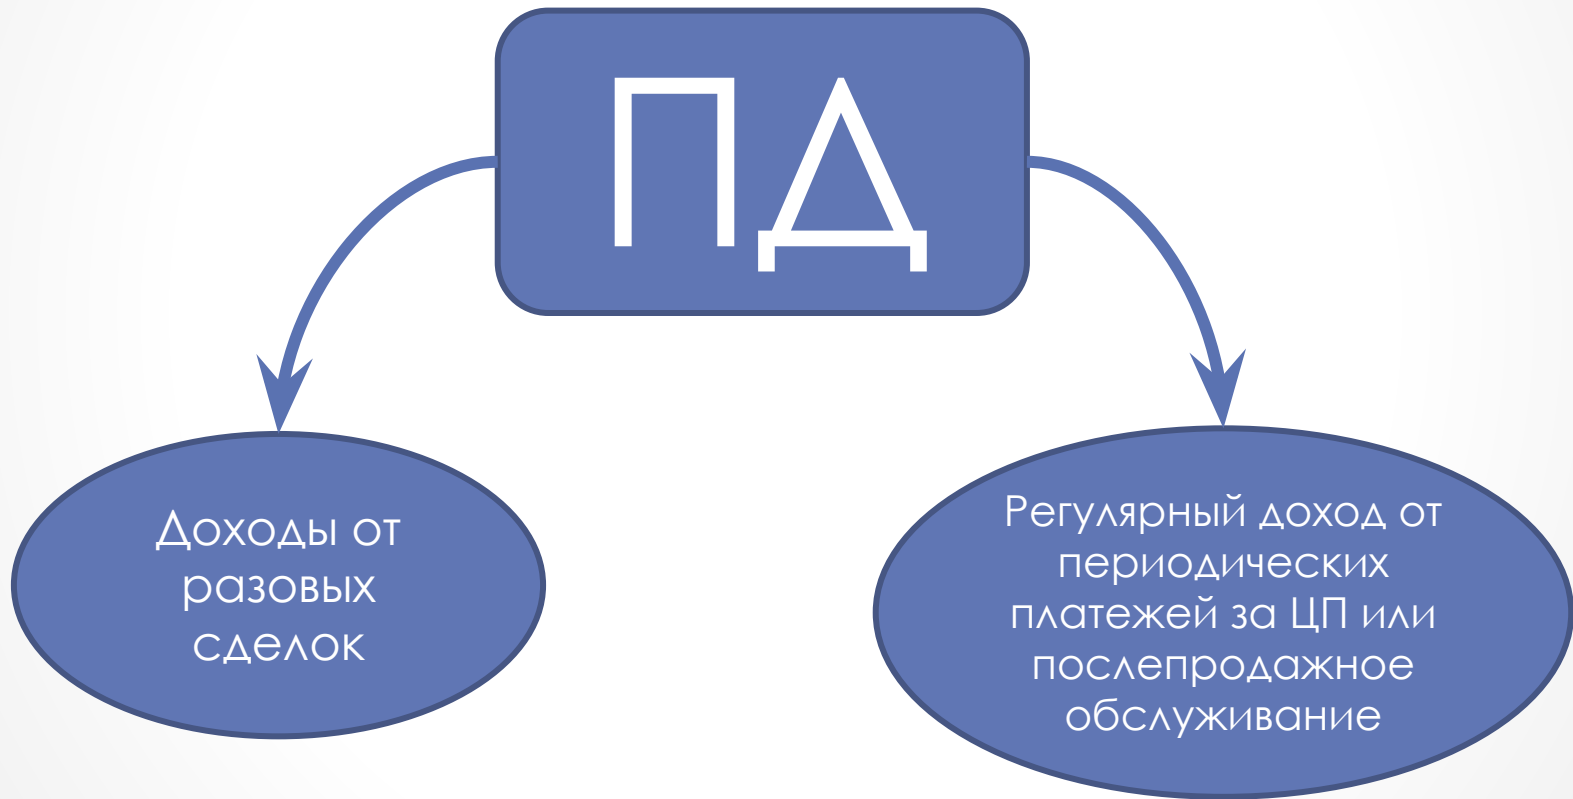 ПД
Доходы от
разовых
сделок
Регулярный доход от
периодических
платежей за ЦП или
послепродажное
обслуживание